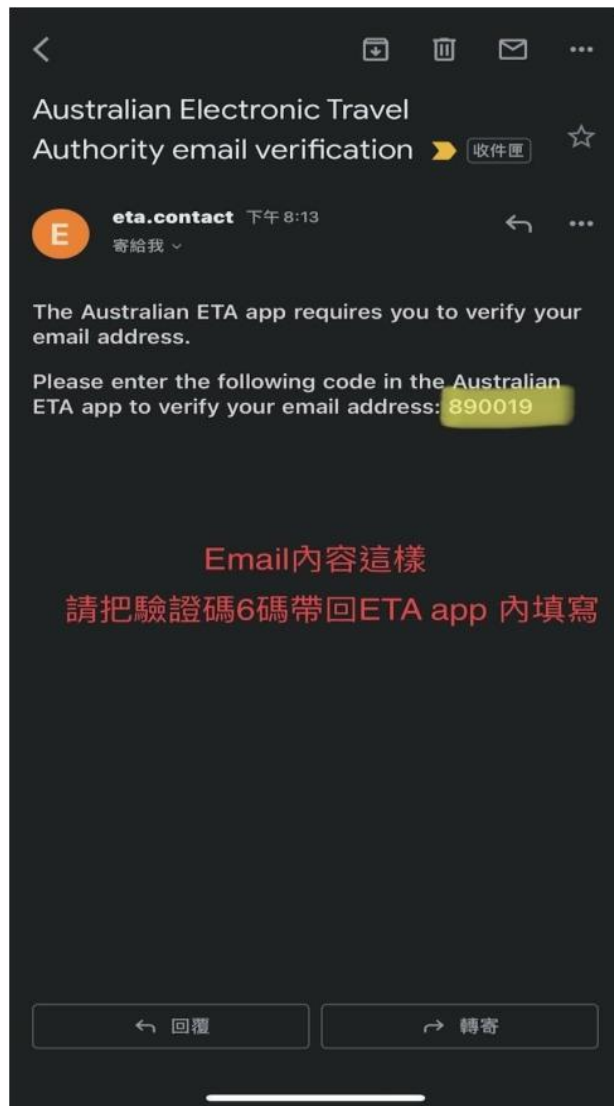 Australian Electronic Travel
Authority email verification 收件匣
E
eta.contact 下午 8:13
寄給我
The Australian ETA app requires you to verify your
email address.
Please enter the following code in the Australian
ETA app to verify your email address: 890019
Email內容這樣
請把驗證碼6碼帶回ETA app 內填寫
回覆
轉寄